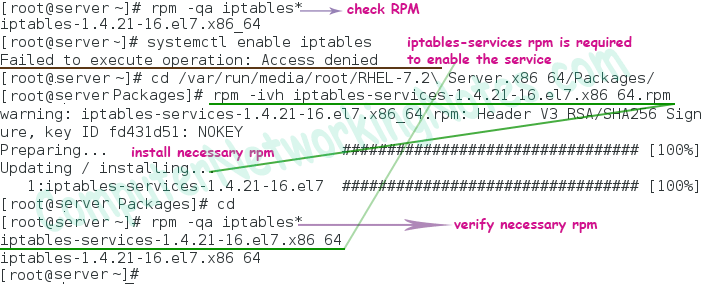 [root@server ~]# rpm -qa iptables* check RPM
iptables-1.4.21-16.el7.x86_64
[root@server ~]# systemctl enable iptables iptables-services rpm is required
Failed to execute operation: Access denied to enable the service
[root@server ~]# cd /var/run/media/root/RHEL-7.2\ Server.x86_64/Packages/
[root@server Packages]# rpm -ivh iptables-services-1.4.21-16.el7.x86_64.rpm
warning: iptables-services-1.4.21-16.el7.x86_64.rpm: Header V3 RSA/SHA256 Sign
ure, key ID fd431d51: NOKEY
Preparing... install necessary rpm ################################# [100%]
Updating / installing...
1:iptables-services-1.4.21-16.el7 ################################# [100%]
[root@server Packages]# cd
[root@server ~]# rpm -qa iptables* verify necessary rpm
iptables-services-1.4.21-16.el7.x86_64
iptables-1.4.21-16.el7.x86_64
[root@server ~]#
ComputerNetworkingNotes.com